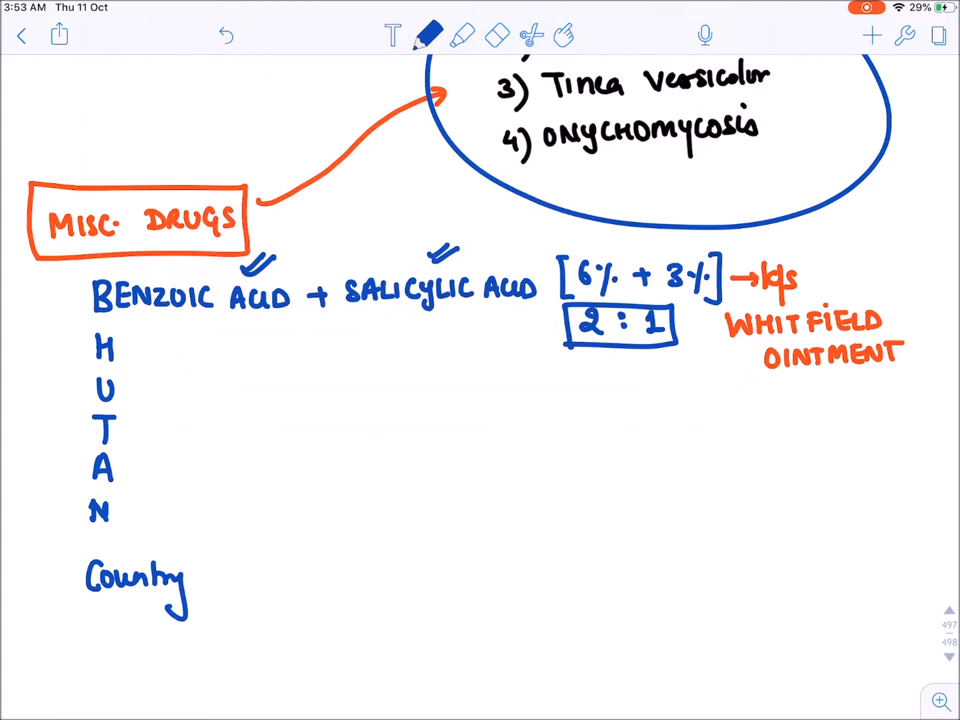 3:53 AM Thu 11 Oct 29%
T
3) Tinea Versicolor
4) ONYCHOMYCOSIS
MISC. DRUGS
BENZOIC ACID + SALICYLIC ACID [6% + 3%] → k/s
2 : 1 WHITFIELD
OINTMENT
H
U
T
A
N
Country
497
498